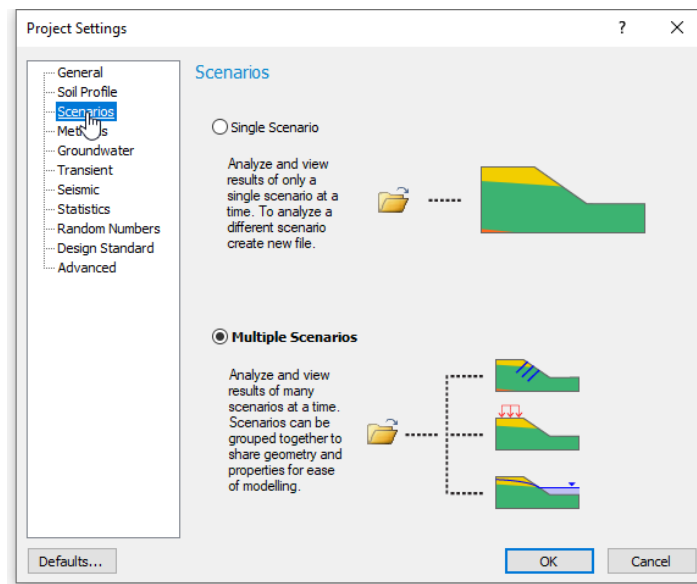 Project Settings
?
General
Soil Profile
Scenarios
Groundwater
Transient
Seismic
Statistics
Random Numbers
Design Standard
Advanced
Scenarios
Single Scenario
Analyze and view
results of only a
single scenario at a
time. To analyze a
different scenario
create new file.
Multiple Scenarios
Analyze and view
results of many
scenarios at a time.
Scenarios can be
grouped together to
share geometry and
properties for ease
of modelling.
Defaults...
OK
Cancel